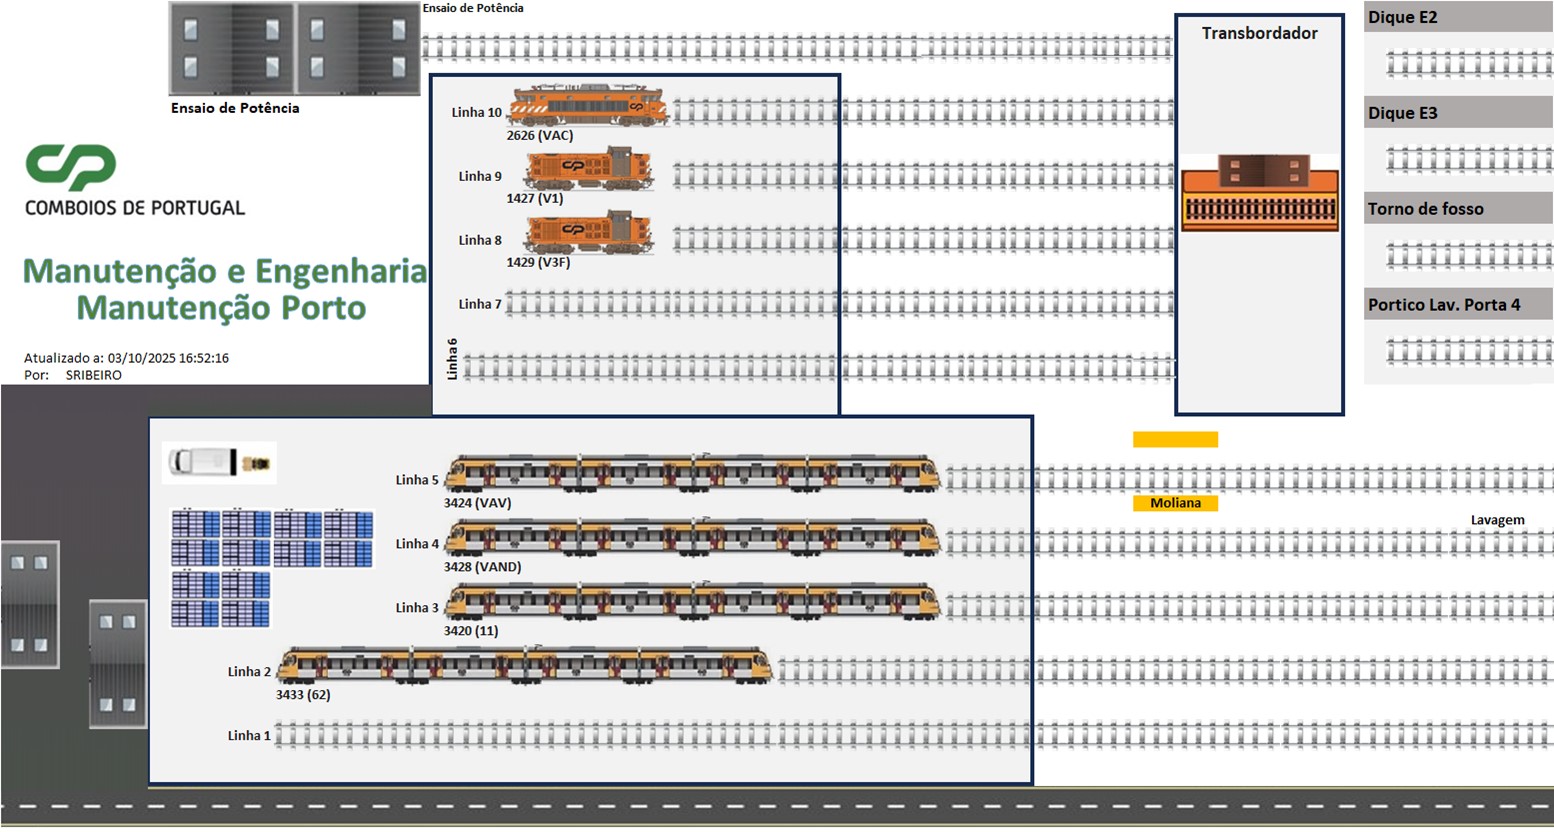 Ensaio de Potência
Ensaio de Potência
CP
COMBOIOS DE PORTUGAL
Manutenção e Engenharia
Manutenção Porto
Atualizado a: 03/10/2025 16:52:16
Por: SRIBEIRO
Linha 10
2626 (VAC)
Linha 9
1427 (V1)
Linha 8
1429 (V3F)
Linha 7
Linha 6
Transbordador
Dique E2
Dique E3
Torno de fosso
Portico Lav. Porta 4
Linha 5
3424 (VAV)
Moliana
Lavagem
Linha 4
3428 (VAND)
Linha 3
3420 (11)
Linha 2
3433 (62)
Linha 1